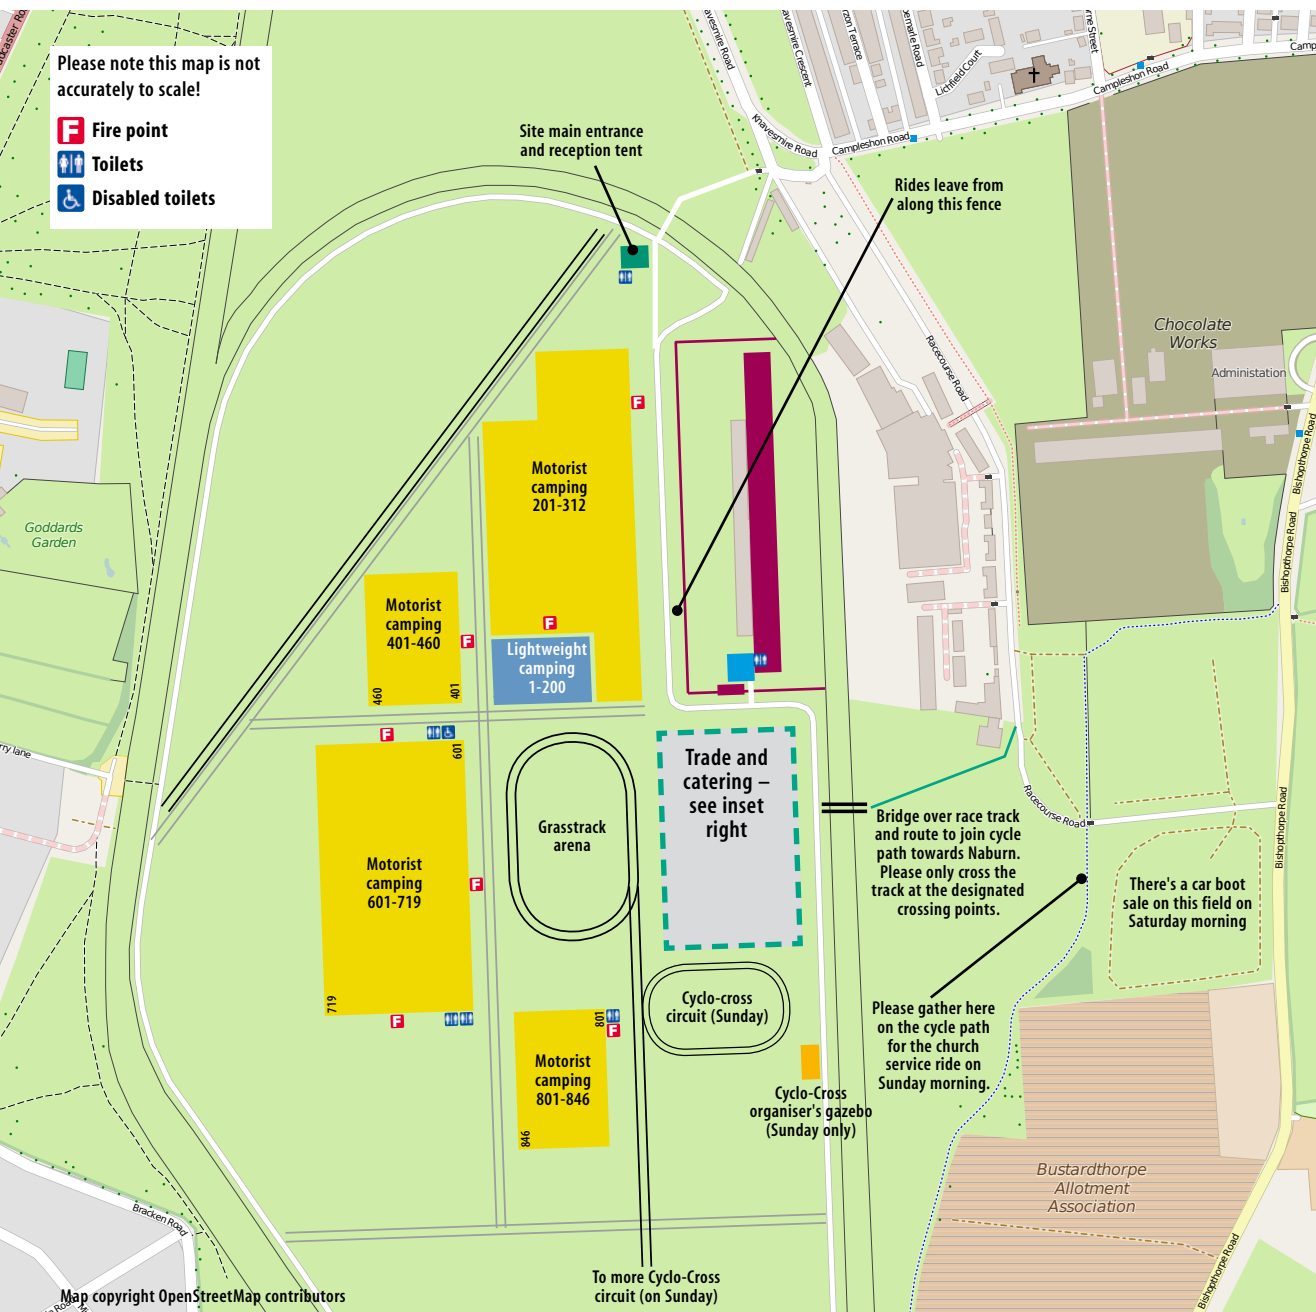 Please note this map is not
accurately to scale!
F Fire point
Toilets
Disabled toilets
Site main entrance
and reception tent
Rides leave from
along this fence
Knavesmire Road
Campleshon Road
Campleshon Road
Lichfield Court
Racecourse Road
Chocolate
Works
Administation
Bishopthorpe Road
Bishopthorpe Road
Goddards
Garden
F
Motorist
camping
201-312
F
Motorist
camping
401-460
F
460
401
Lightweight
camping
1-200
F
601
Motorist
camping
601-719
F
719
F
Grasstrack
arena
Trade and
catering –
see inset
right
Bridge over race track
and route to join cycle
path towards Naburn.
Please only cross the
track at the designated
crossing points.
Racecourse Road
Bishopthorpe Road
There's a car boot
sale on this field on
Saturday morning
Cyclo-cross
circuit (Sunday)
Please gather here
on the cycle path
for the church
service ride on
Sunday morning.
801
F
Motorist
camping
801-846
846
Cyclo-Cross
organiser's gazebo
(Sunday only)
Bustardthorpe
Allotment
Association
Bishopthorpe Road
Bracken Road
To more Cyclo-Cross
circuit (on Sunday)
Map copyright OpenStreetMap contributors